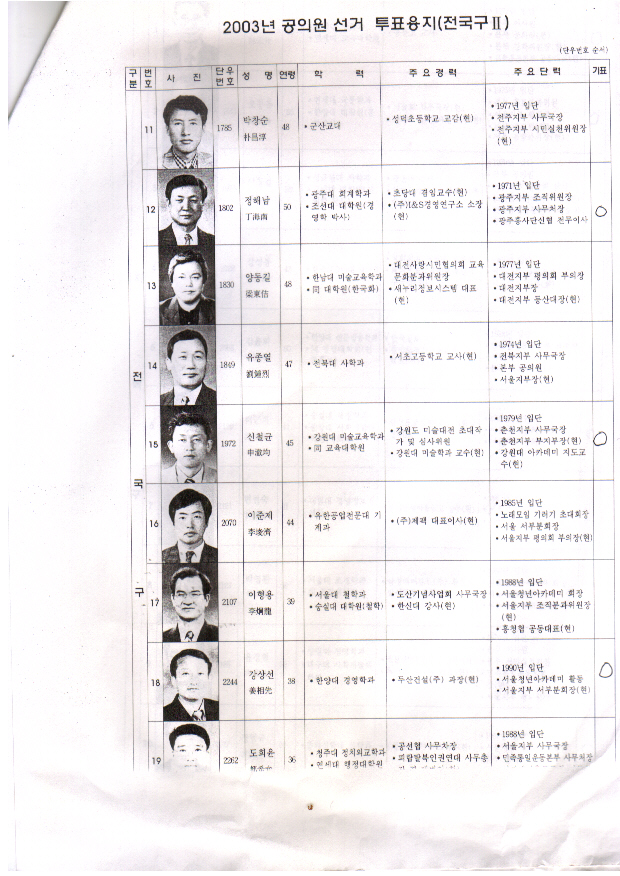 2003년 공의원 선거 투표용지(전국구Ⅱ)
(단우번호 순서)
구분 번호 사 진 단우번호 성 명 연령 학 력 주 요 경 력 주 요 단 력 기표
전 국 구
11 1785 박창순 48 • 군산교대 • 성덕초등학교 교감(현) • 1977년 입단
朴昌淳 • 전주지부 사무국장
• 전주지부 시민실천위원장
(현)
12 1802 정해남 50 • 광주대 회계학과 • 초당대 겸임교수(현) • 1971년 입단
丁海南 • 조선대 대학원(경 • (주)I&S경영연구소 소장 • 광주지부 조직위원장
영학 박사) (현) • 광주지부 사무처장
• 광주흥사단신협 전무이사
13 1830 양동길 48 • 한남대 미술교육학과 • 대전사랑시민협의회 교육 • 1977년 입단
梁東佶 • 同 대학원(한국화) 문화분과위원장 • 대전지부 평의회 부의장
• 새누리정보시스템 대표 • 대전지부장
(현) • 대전지부 등산대장(현)
14 1849 유종열 47 • 전북대 사학과 • 서초고등학교 교사(현) • 1974년 입단
劉鍾烈 • 전북지부 사무국장
• 본부 공의원
• 서울지부장(현)
15 1972 신철균 45 • 강원대 미술교육학과 • 강원도 미술대전 초대작 • 1979년 입단
申澈均 • 同 교육대학원 가 및 심사위원 • 춘천지부 사무국장
• 강원대 미술학과 교수(현) • 춘천지부 부지부장(현)
• 강원대 아카데미 지도교
수(현)
16 2070 이준제 44 • 유한공업전문대 기 • (주)제팩 대표이사(현) • 1985년 입단
李濬濟 계과 • 노래모임 기러기 초대회장
• 서울 서부분회장
• 서울지부 평의회 부의장(현)
17 2107 이형용 39 • 서울대 철학과 • 도산기념사업회 사무국장 • 1988년 입단
李炯龍 • 숭실대 대학원(철학) • 한신대 강사(현) • 서울청년아카데미 회장
• 서울지부 조직분과위원장
(현)
• 흥청협 공동대표(현)
18 2244 강상선 38 • 한양대 경영학과 • 두산건설(주) 과장(현) • 1990년 입단
姜相先 • 서울청년아카데미 활동
• 서울지부 서부분회장(현)
19 2262 도희윤 36 • 청주대 정치외교학과 • 공선협 사무차장 • 1988년 입단
• 연세대 행정대학원 • 피랍탈북인권연대 사무총 • 서울지부 사무국장
• 민족통일운동본부 사무처장